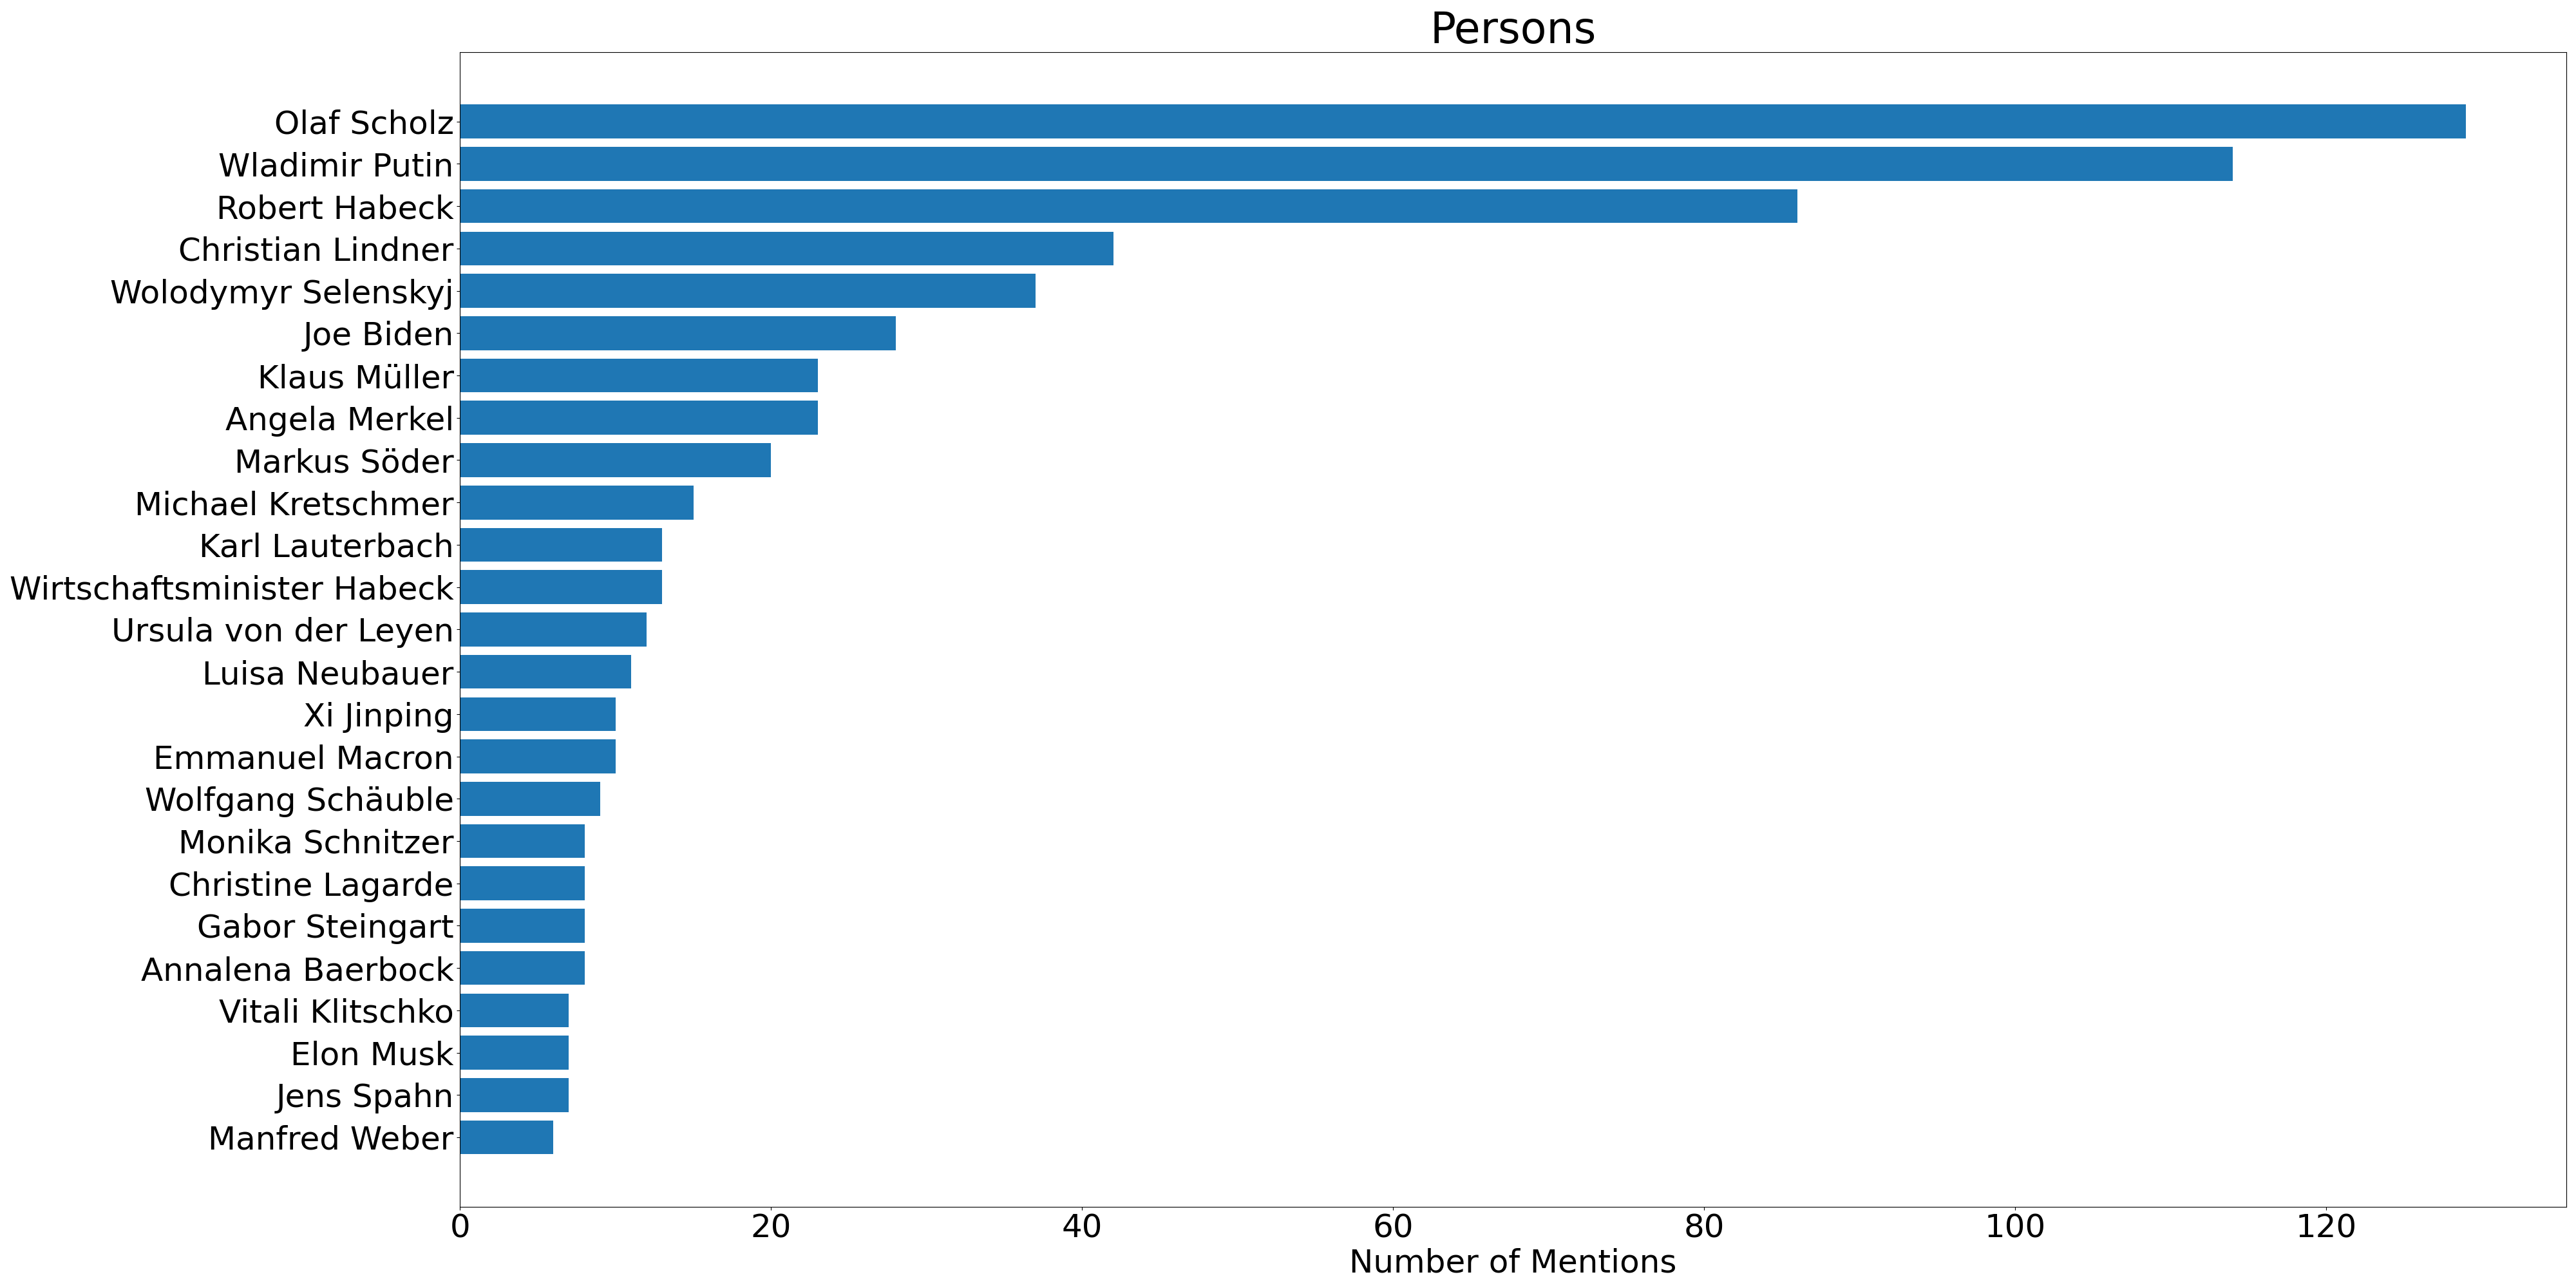 Persons
Olaf Scholz
Wladimir Putin
Robert Habeck
Christian Lindner
Wolodymyr Selenskyj
Joe Biden
Klaus Müller
Angela Merkel
Markus Söder
Michael Kretschmer
Karl Lauterbach
Wirtschaftsminister Habeck
Ursula von der Leyen
Luisa Neubauer
Xi Jinping
Emmanuel Macron
Wolfgang Schäuble
Monika Schnitzer
Christine Lagarde
Gabor Steingart
Annalena Baerbock
Vitali Klitschko
Elon Musk
Jens Spahn
Manfred Weber
0 20 40 60 80 100 120
Number of Mentions